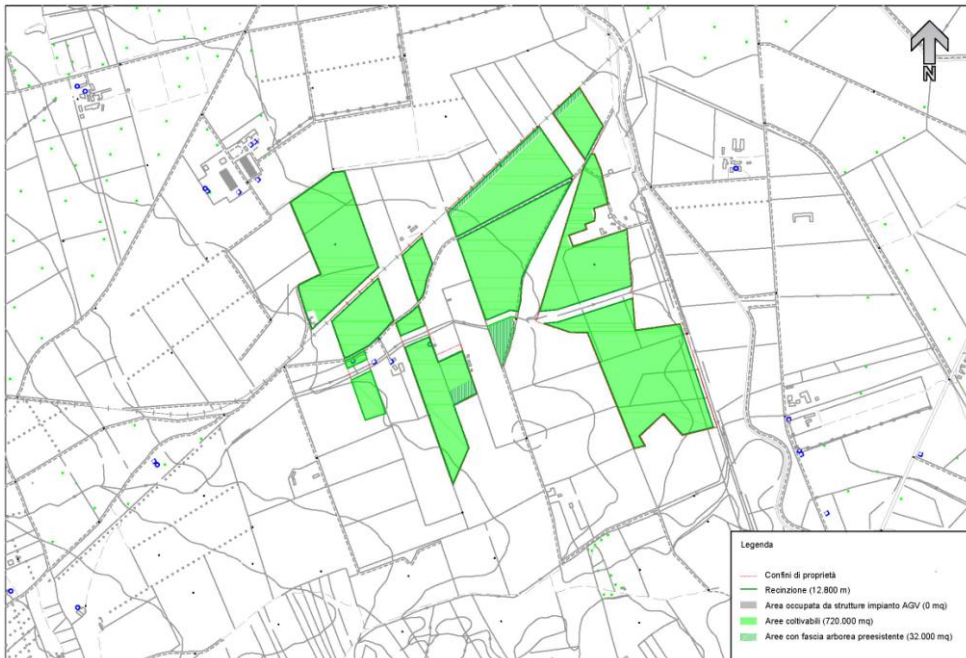 N
Legenda
Confini di proprietà
Recinzione (12.800 m)
Area occupata da strutture impianto AGV (0 mq)
Aree coltivabili (720.000 mq)
Aree con fascia arborea preesistente (32.000 mq)